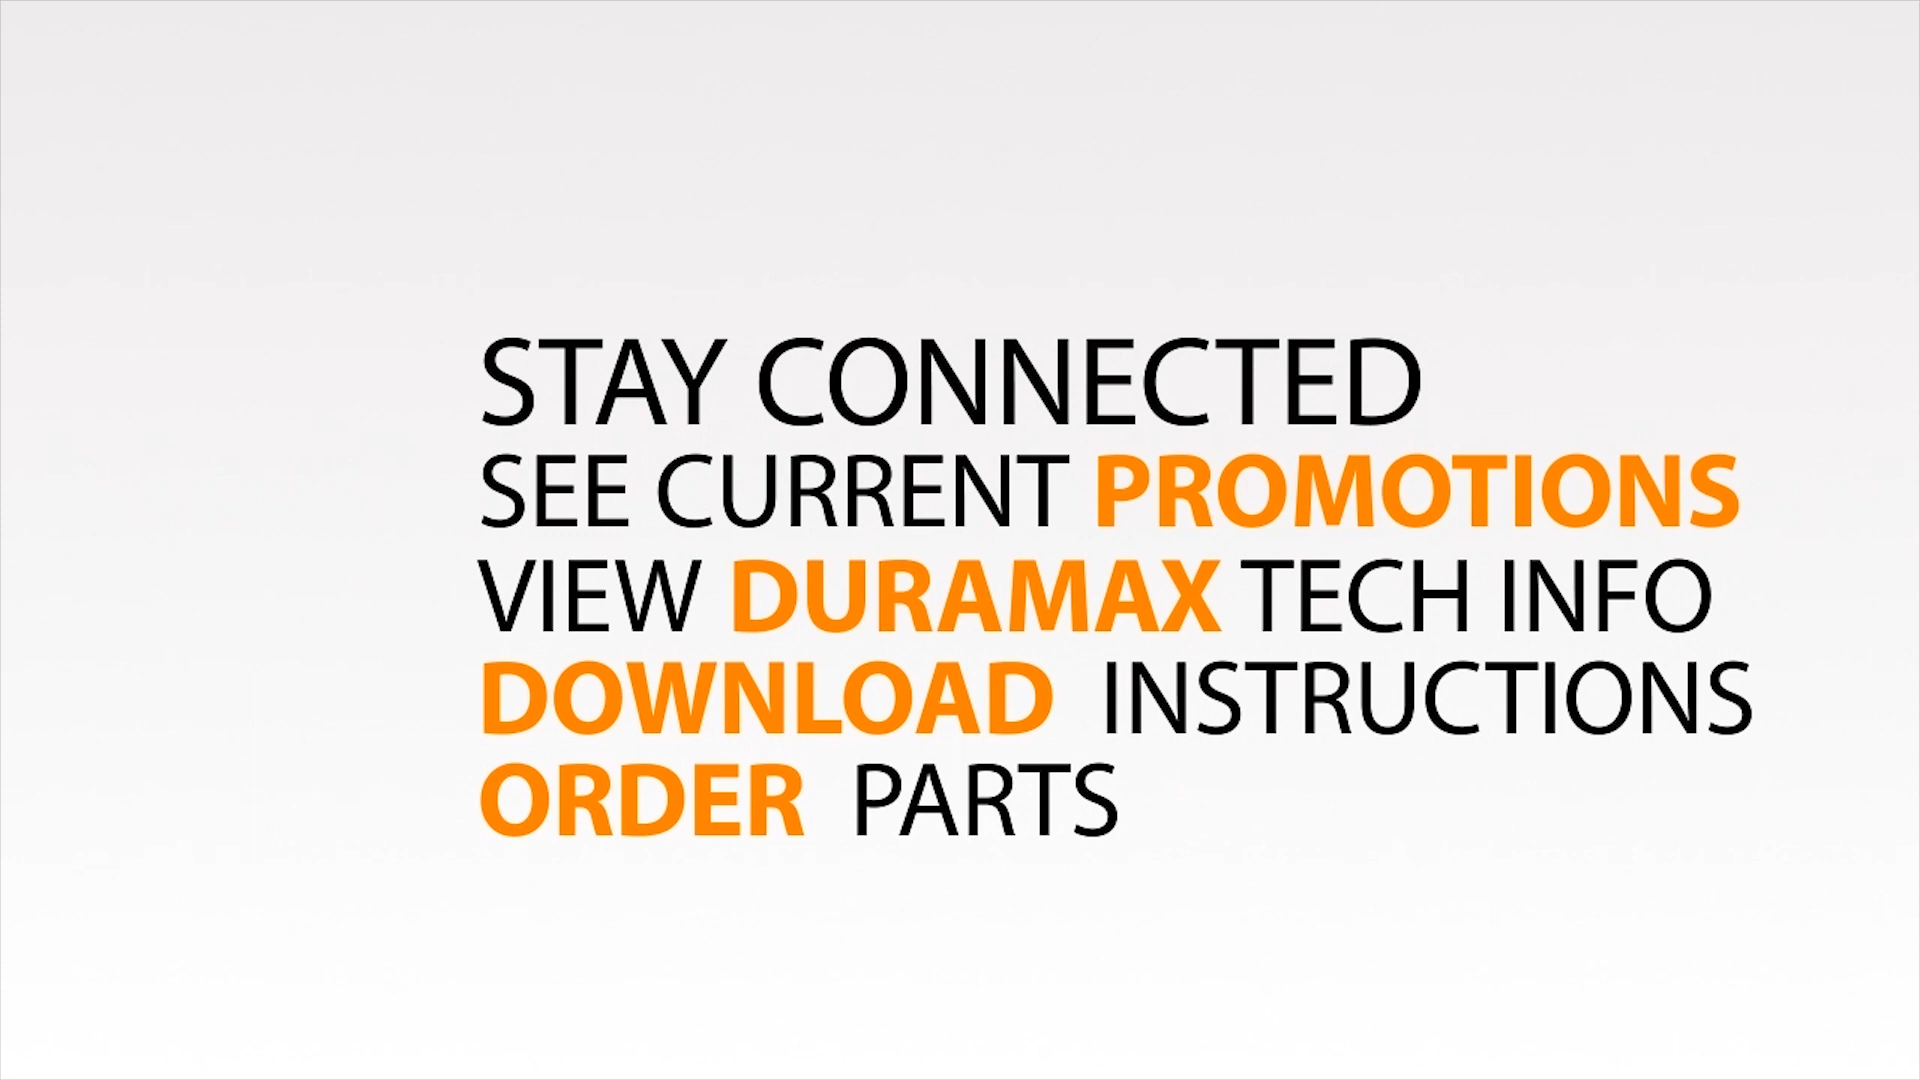 STAY CONNECTED
SEE CURRENT PROMOTIONS
VIEW DURAMAX TECH INFO
DOWNLOAD INSTRUCTIONS
ORDER PARTS